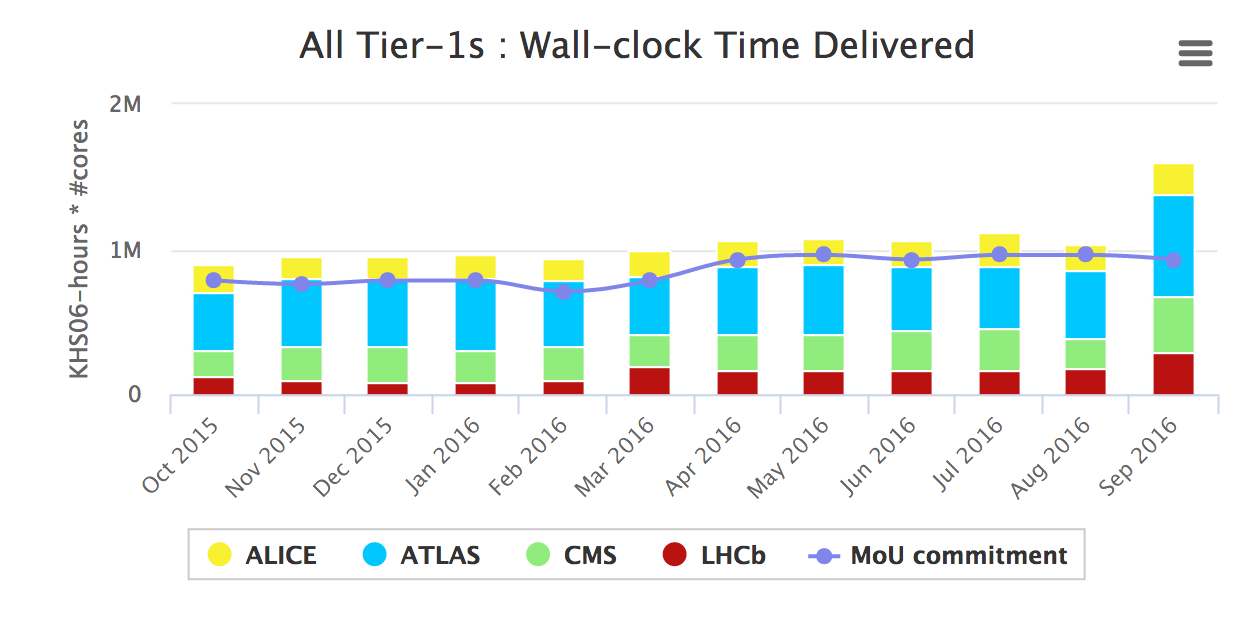 All Tier-1s : Wall-clock Time Delivered
KHS06-hours * #cores
2M
1M
0
Oct 2015
Nov 2015
Dec 2015
Jan 2016
Feb 2016
Mar 2016
Apr 2016
May 2016
Jun 2016
Jul 2016
Aug 2016
Sep 2016
ALICE ATLAS CMS LHCb MoU commitment